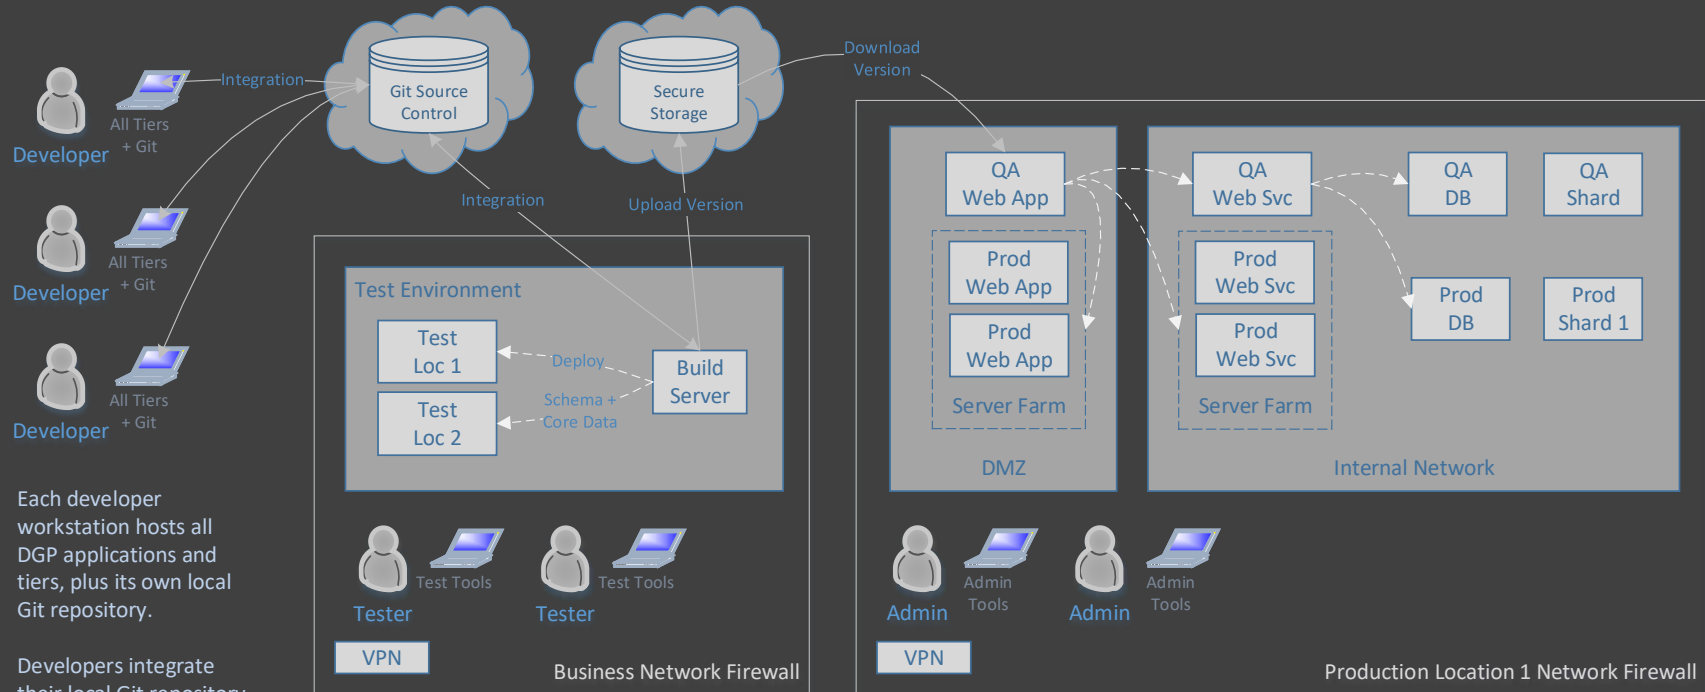 Integration
Git Source
Control
Secure
Storage
Download
Version
All Tiers
+ Git
Developer
All Tiers
+ Git
Developer
All Tiers
+ Git
Developer
Each developer
workstation hosts all
DGP applications and
tiers, plus its own local
Git repository.
Developers integrate
their local Git repository
Integration
Upload Version
Test Environment
Test
Loc 1
Test
Loc 2
Deploy
Schema +
Core Data
Build
Server
Test Tools
Tester
Test Tools
Tester
VPN
Business Network Firewall
QA
Web App
Prod
Web App
Prod
Web App
Server Farm
DMZ
QA
Web Svc
Prod
Web Svc
Prod
Web Svc
Server Farm
QA
DB
QA
Shard
Prod
DB
Prod
Shard 1
Internal Network
Admin
Tools
Admin
Admin
Tools
Admin
VPN
Production Location 1 Network Firewall